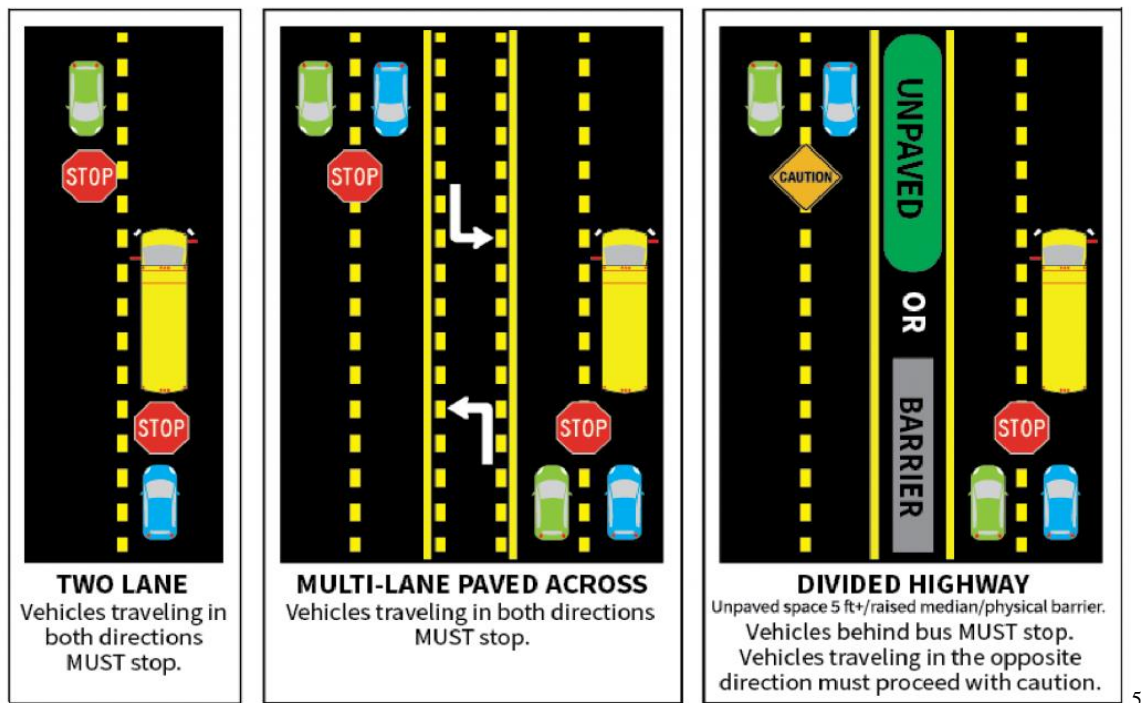 STOP
STOP
TWO LANE
Vehicles traveling in
both directions
MUST stop.
STOP
STOP
MULTI-LANE PAVED ACROSS
Vehicles traveling in both directions
MUST stop.
CAUTION
UNPAVED
OR
BARRIER
STOP
DIVIDED HIGHWAY
Unpaved space 5 ft+/raised median/physical barrier.
Vehicles behind bus MUST stop.
Vehicles traveling in the opposite
direction must proceed with caution.
5